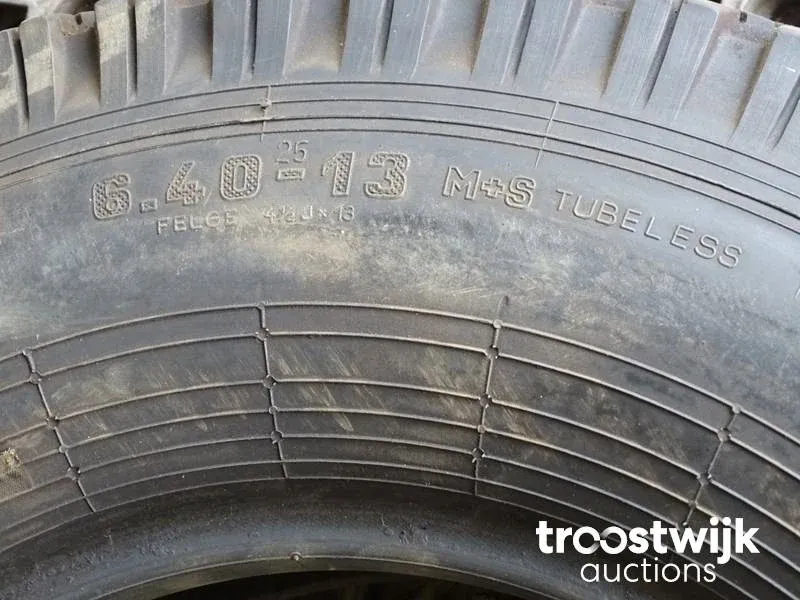 25
6.40-13 M+S TUBELESS
FELGE 4½J×13
troostwijk
auctions